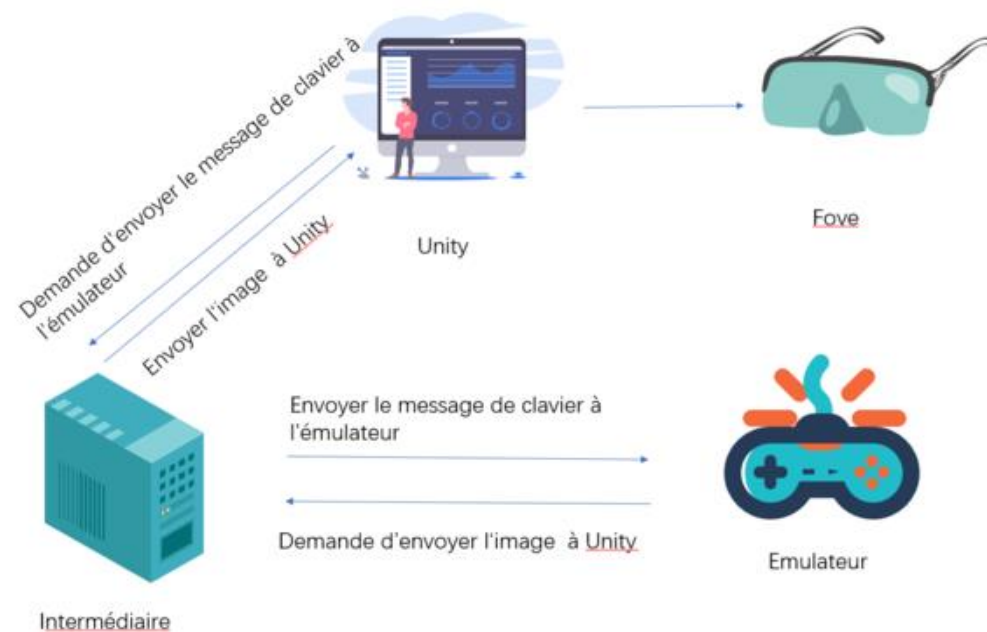 Demande d'envoyer le message de clavier à
l'émulateur
Envoyer l'image à Unity
Unity
Fove
Envoyer le message de clavier à
l'émulateur
Demande d'envoyer l'image à Unity
Emulateur
Intermédiaire